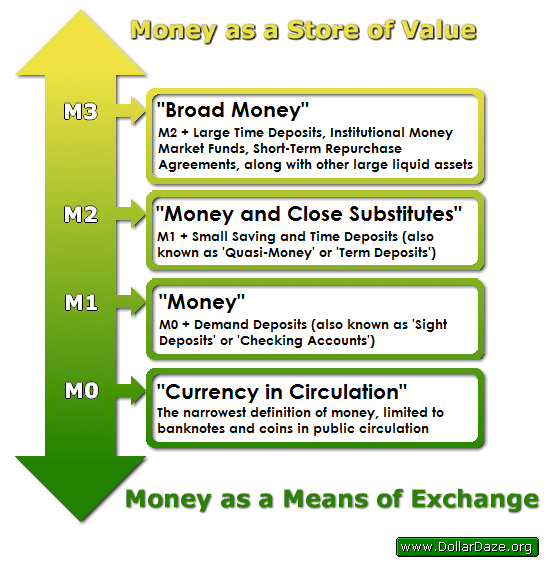 Money as a Store of Value
M3
"Broad Money"
M2 + Large Time Deposits, Institutional Money
Market Funds, Short-Term Repurchase
Agreements, along with other large liquid assets
M2
"Money and Close Substitutes"
M1 + Small Saving and Time Deposits (also
known as 'Quasi-Money' or 'Term Deposits')
M1
"Money"
M0 + Demand Deposits (also known as 'Sight
Deposits' or 'Checking Accounts')
M0
"Currency in Circulation"
The narrowest definition of money, limited to
banknotes and coins in public circulation
Money as a Means of Exchange
www.DollarDaze.org